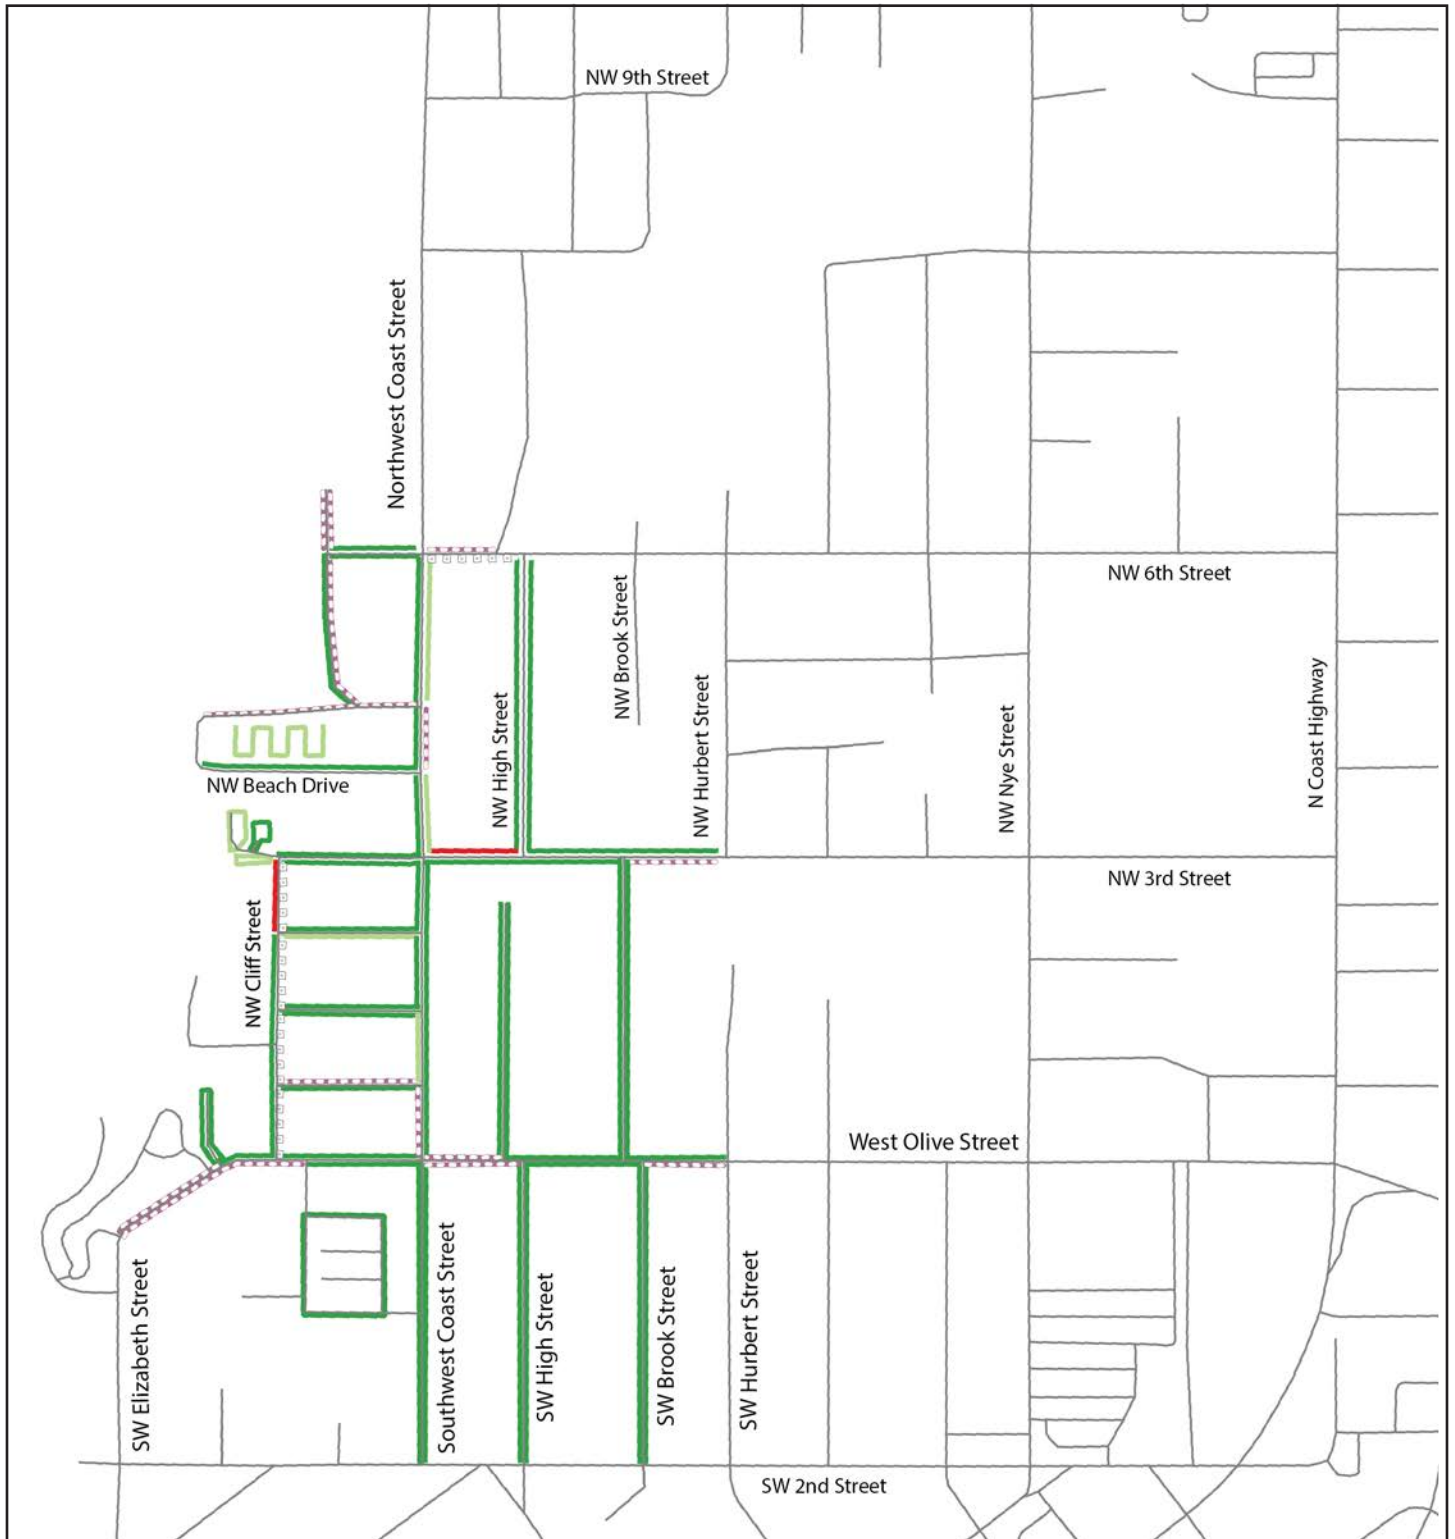 NW 9th Street
Northwest Coast Street
NW 6th Street
NW Brook Street
NW High Street
NW Hurbert Street
NW Nye Street
N Coast Highway
NW Beach Drive
NW 3rd Street
NW Cliff Street
West Olive Street
SW Elizabeth Street
Southwest Coast Street
SW High Street
SW Brook Street
SW Hurbert Street
SW 2nd Street